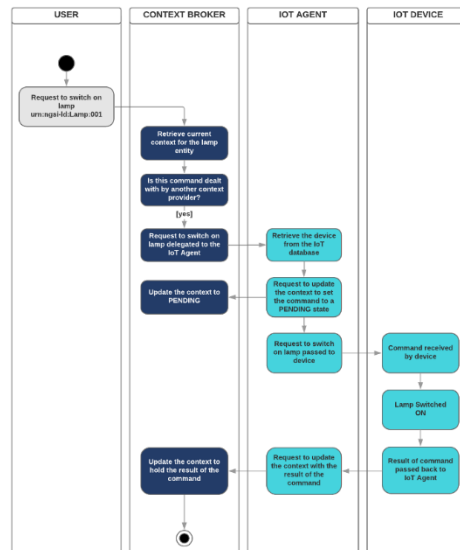 USER
CONTEXT BROKER
IOT AGENT
IOT DEVICE
Request to switch on
lamp
urn:ngsi-ld:Lamp:001
Retrieve current
context for the lamp
entity
Is this command dealt
with by another context
provider?
[yes]
Request to switch on
lamp delegated to the
IoT Agent
Retrieve the device
from the IoT
database
Update the context to
PENDING
Request to update
the context to set
the command to a
PENDING state
Request to switch
on lamp passed to
device
Command received
by device
Lamp Switched
ON
Update the context to
hold the result of the
command
Request to update
the context with the
result of the
command
Result of command
passed back to
IoT Agent